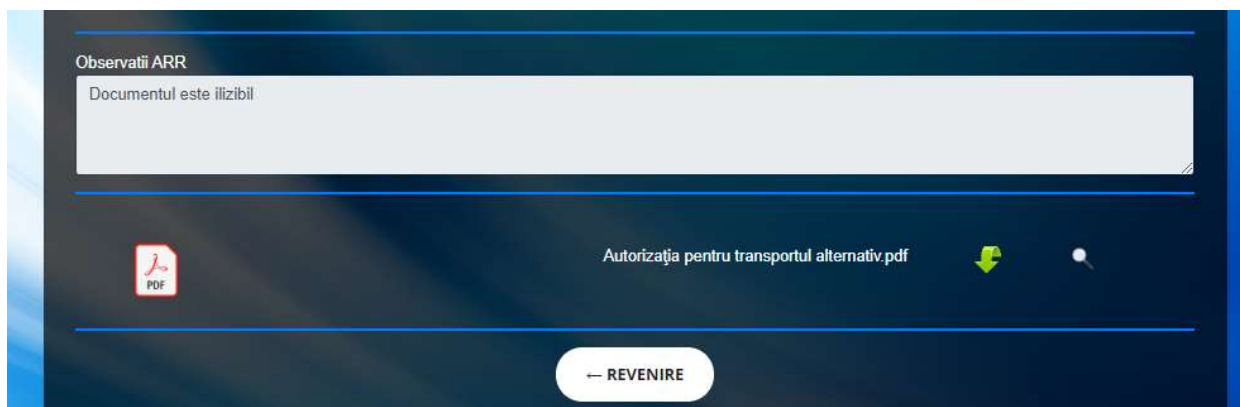 Observatii ARR
Documentul este ilizibil
Autorizaţia pentru transportul alternativ.pdf
PDF
← REVENIRE